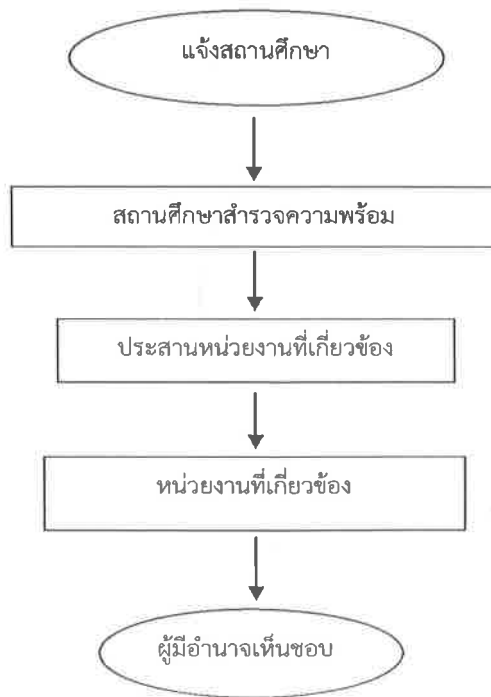 แจ้งสถานศึกษา
สถานศึกษาสำรวจความพร้อม
ประสานหน่วยงานที่เกี่ยวข้อง
หน่วยงานที่เกี่ยวข้อง
ผู้มีอำนาจเห็นชอบ